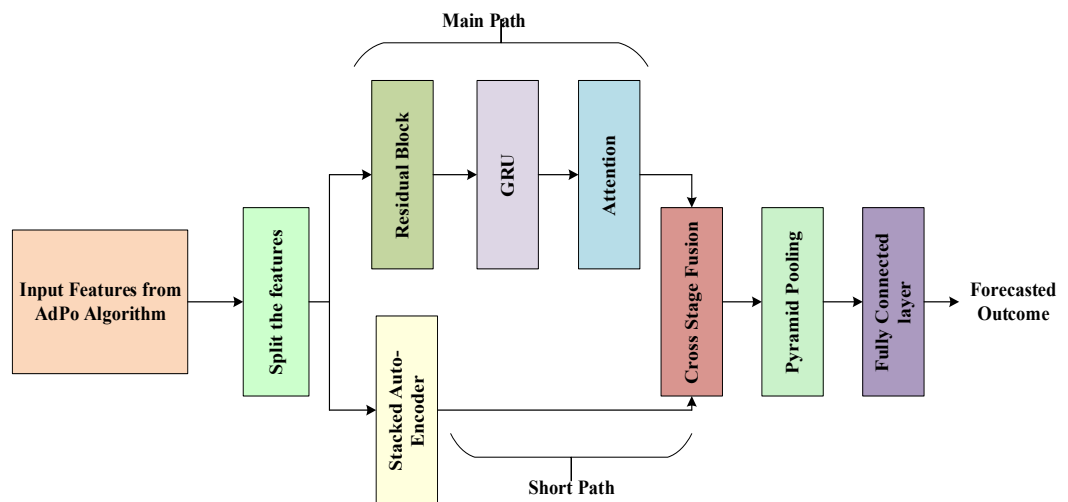 Main Path
Input Features from
AdPo Algorithm
Split the features
Residual Block
GRU
Attention
Stacked Auto-
Encoder
Short Path
Cross Stage Fusion
Pyramid Pooling
Fully Connected
layer
Forecasted
Outcome